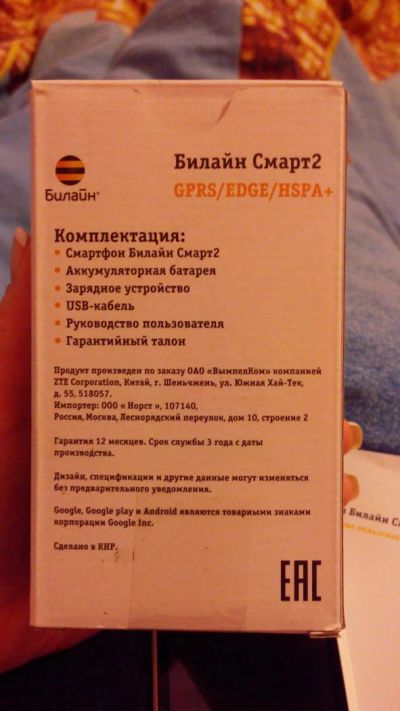 Билайн Смарт2
GPRS/EDGE/HSPA+
Билайн®
Комплектация:
• Смартфон Билайн Смарт2
• Аккумуляторная батарея
• Зарядное устройство
• USB-кабель
• Руководство пользователя
• Гарантийный талон
Продукт произведен по заказу ОАО «ВымпелКом» компанией
ZTE Corporation, Китай, г. Шеньчжень, ул. Южная Хай-Тек,
д. 55, 518057.
Импортер: ООО « Норст », 107140,
Россия, Москва, Леснорядский переулок, дом 10, строение 2
Гарантия 12 месяцев. Срок службы 3 года с даты
производства.
Дизайн, спецификации и другие данные могут изменяться
без предварительного уведомления.
Google, Google play и Android являются товарными знаками
корпорации Google Inc.
Сделано в КНР.
EAC
Билайн См